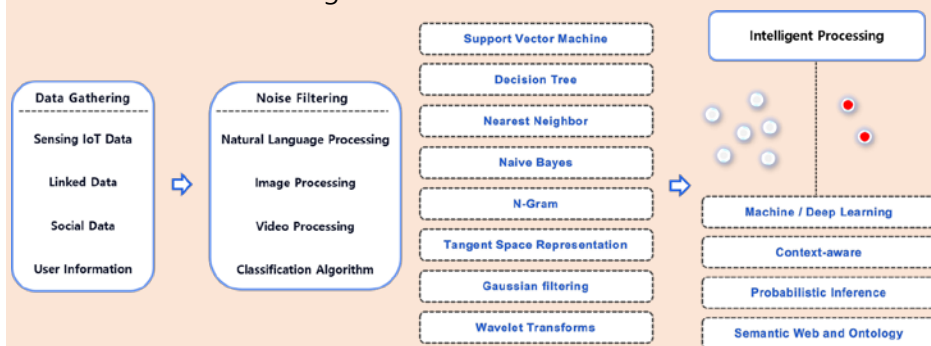 Data Gathering
Sensing IoT Data
Linked Data
Social Data
User Information
Noise Filtering
Natural Language Processing
Image Processing
Video Processing
Classification Algorithm
Support Vector Machine
Decision Tree
Nearest Neighbor
Naive Bayes
N-Gram
Tangent Space Representation
Gaussian filtering
Wavelet Transforms
Intelligent Processing
Machine / Deep Learning
Context-aware
Probabilistic Inference
Semantic Web and Ontology